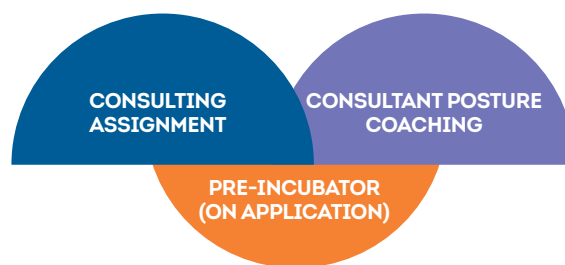 CONSULTING
ASSIGNMENT
CONSULTANT POSTURE
COACHING
PRE-INCUBATOR
(ON APPLICATION)